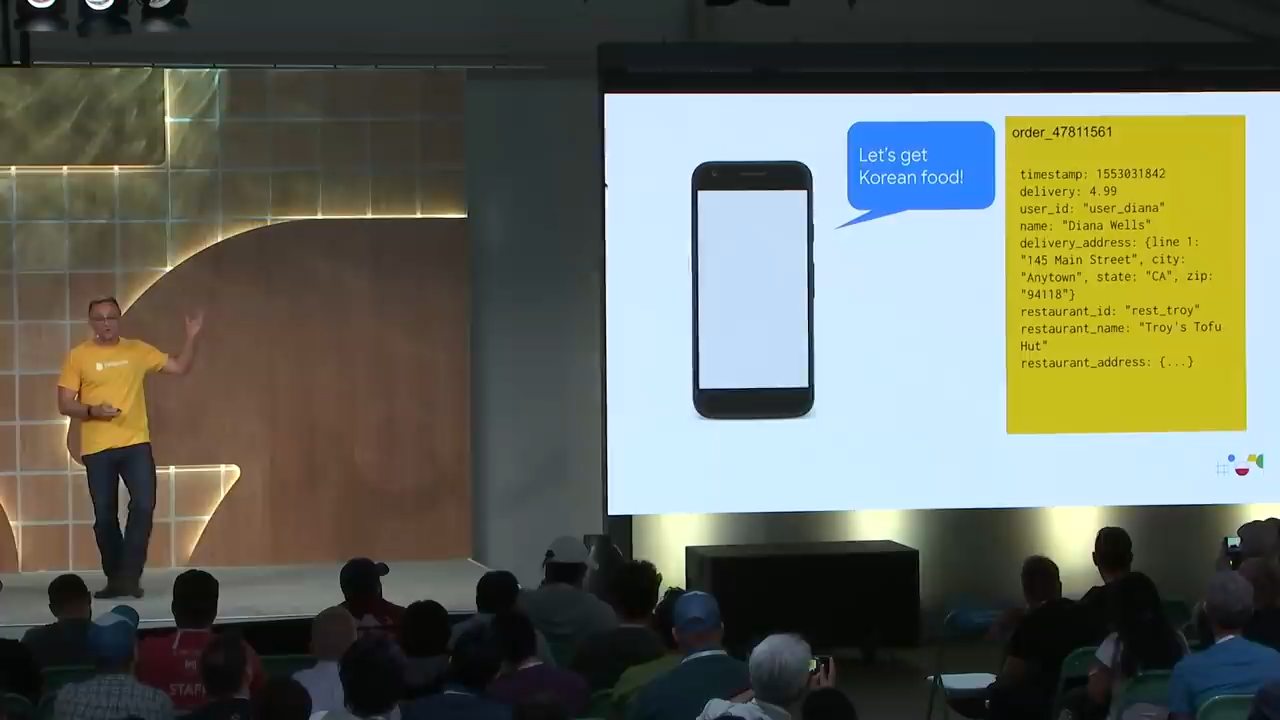 Let's get
Korean food!
order_47811561
timestamp: 1553031842
delivery: 4.99
user_id: "user_diana"
name: "Diana Wells"
delivery_address: {line 1:
"145 Main Street", city:
"Anytown", state: "CA", zip:
"94118"}
restaurant_id: "rest_troy"
restaurant_name: "Troy's Tofu
Hut"
restaurant_address: {...}
STAFF